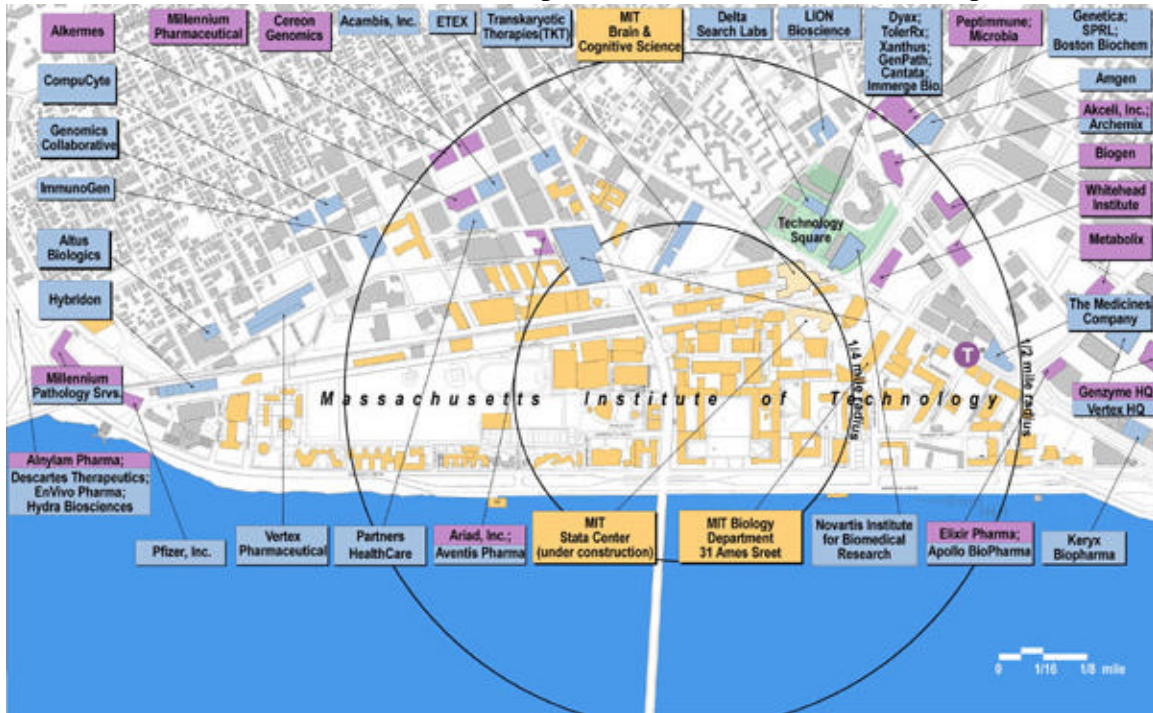 Alkermes
Millennium
Pharmaceutical
Cereon
Genomics
Acambis, Inc.
ETEX
Transkaryotic
Therapies(TKT)
MIT
Brain &
Cognitive Science
Delta
Search Labs
LION
Bioscience
Dyax;
TolerRx;
Xanthus;
GenPath;
Cantata;
Immerge Bio.
Peptimmune;
Microbia
Genetica;
SPRL;
Boston Biochem
CompuCyte
Genomics
Collaborative
ImmunoGen
Altus
Biologics
Hybridon
Millennium
Pathology Srvs.
Amgen
Akceli, Inc.;
Archemix
Biogen
Whitehead
Institute
Metabolix
The Medicines
Company
Genzyme HQ
Vertex HQ
Technology
Square
T
1/4 mile radius
1/2 mile radius
Massachusetts Institute of Technology
Alnylam Pharma;
Descartes Therapeutics;
EnVivo Pharma;
Hydra Biosciences
Pfizer, Inc.
Vertex
Pharmaceutical
Partners
HealthCare
Ariad, Inc.;
Aventis Pharma
MIT
Stata Center
(under construction)
MIT Biology
Department
31 Ames Sreet
Novartis Institute
for Biomedical
Research
Elixir Pharma;
Apollo BioPharma
Keryx
Biopharma
0 1/16 1/8 mile